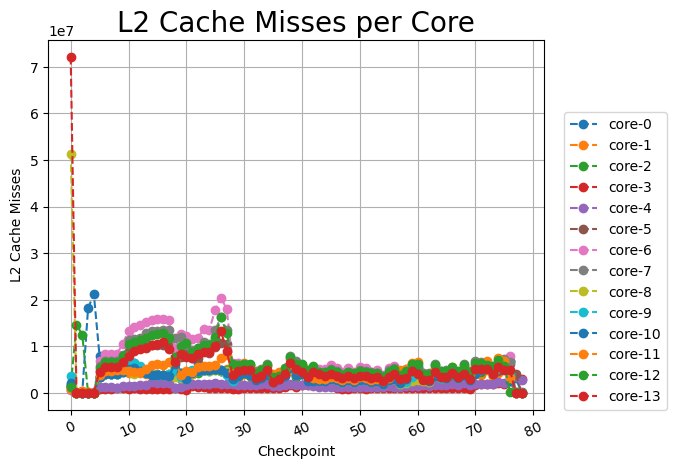 L2 Cache Misses per Core
1e7
7
6
5
4
3
2
1
0
L2 Cache Misses
0 10 20 30 40 50 60 70 80
Checkpoint
core-0
core-1
core-2
core-3
core-4
core-5
core-6
core-7
core-8
core-9
core-10
core-11
core-12
core-13